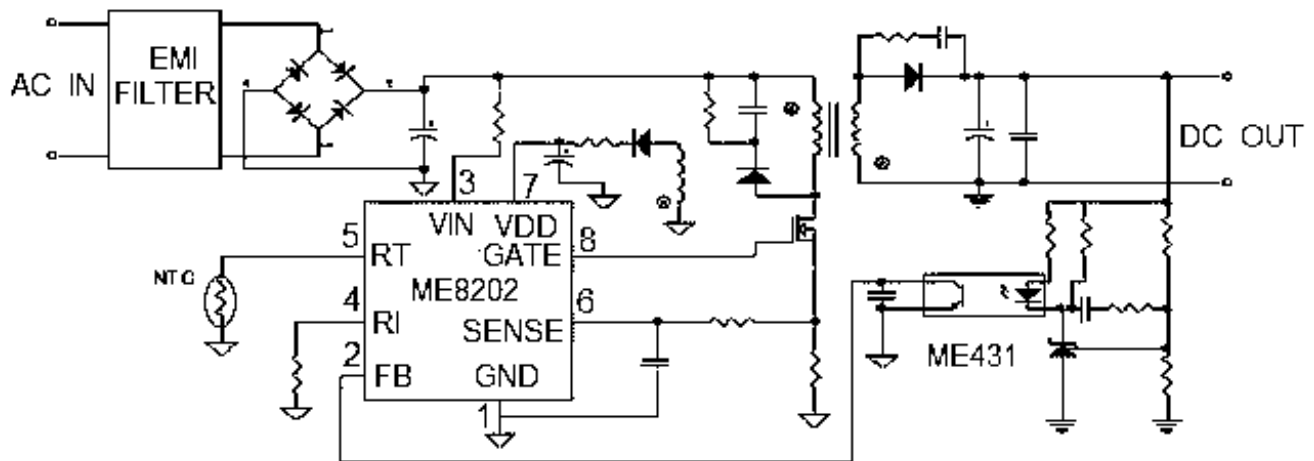 AC IN
EMI
FILTER
DC OUT
3
7
VIN
VDD
5
RT
GATE
8
NTC
ME8202
4
RI
SENSE
6
2
FB
GND
1
ME431